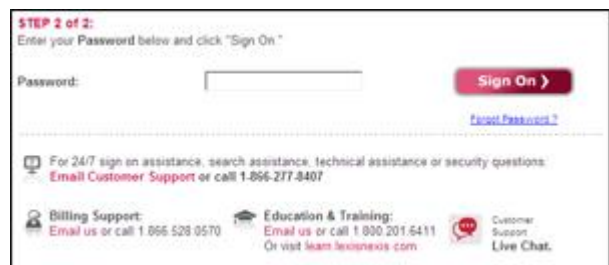 STEP 2 of 2:
Enter your Password below and click "Sign On."
Password:
Sign On ❯
Forgot Password ?
For 24/7 sign on assistance, search assistance, technical assistance or security questions:
Email Customer Support or call 1-866-277-8407
Billing Support:
Email us or call 1.866.528.0570
Education & Training:
Email us or call 1.800.201.6411
Or visit learn.lexisnexis.com
Customer
Support
Live Chat.